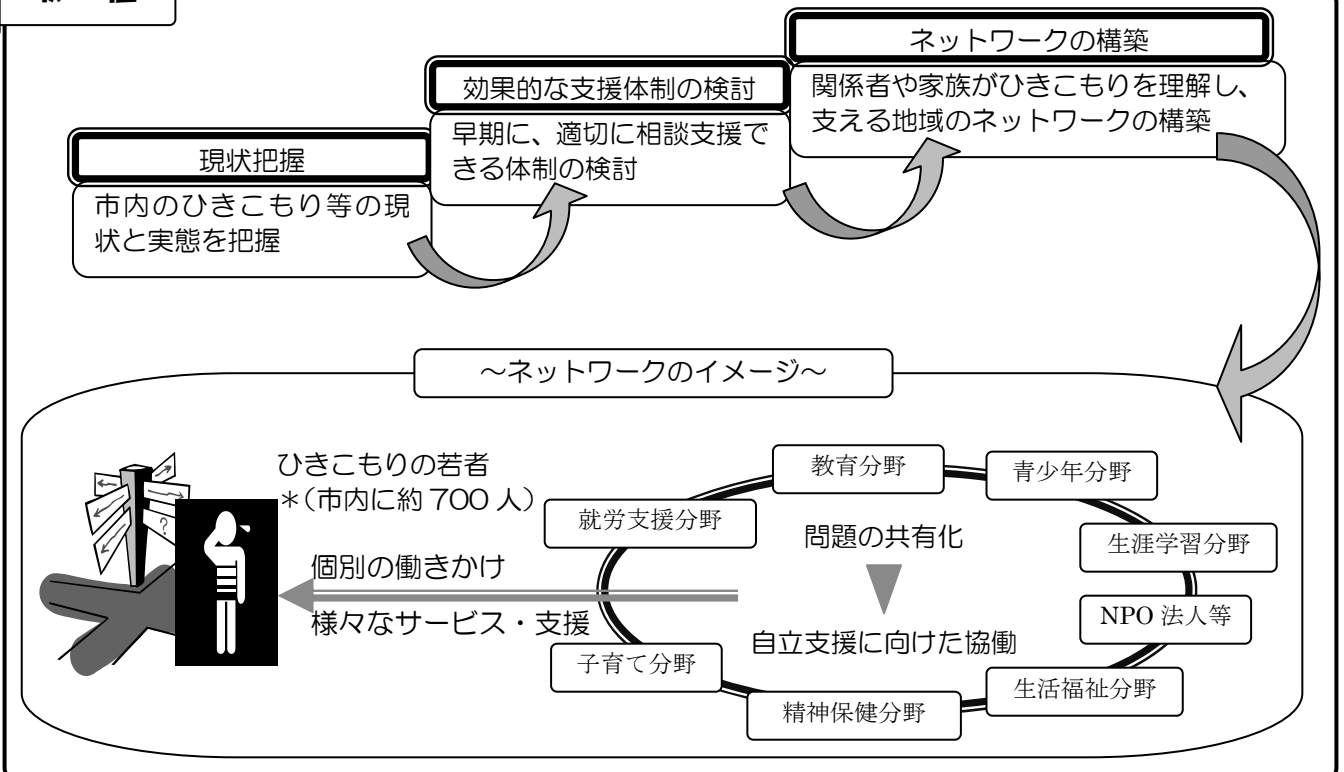 現状把握
市内のひきこもり等の現
状と実態を把握
効果的な支援体制の検討
早期に、適切に相談支援で
きる体制の検討
ネットワークの構築
関係者や家族がひきこもりを理解し、
支える地域のネットワークの構築
～ネットワークのイメージ～
ひきこもりの若者
＊(市内に約 700 人)
個別の働きかけ
様々なサービス・支援
?
教育分野
青少年分野
就労支援分野
問題の共有化
生涯学習分野
NPO 法人等
自立支援に向けた協働
子育て分野
生活福祉分野
精神保健分野